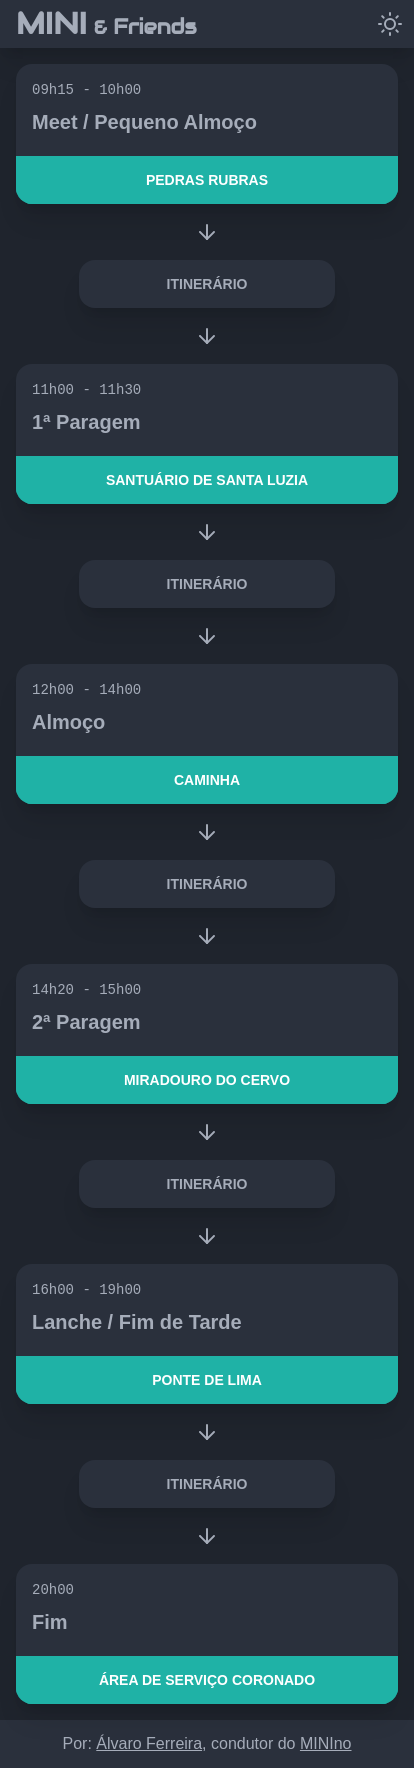 MINI & Friends
09h15 - 10h00
Meet / Pequeno Almoço
PEDRAS RUBRAS
ITINERÁRIO
11h00 - 11h30
1ª Paragem
SANTUÁRIO DE SANTA LUZIA
ITINERÁRIO
12h00 - 14h00
Almoço
CAMINHA
ITINERÁRIO
14h20 - 15h00
2ª Paragem
MIRADOURO DO CERVO
ITINERÁRIO
16h00 - 19h00
Lanche / Fim de Tarde
PONTE DE LIMA
ITINERÁRIO
20h00
Fim
ÁREA DE SERVIÇO CORONADO
Por: Álvaro Ferreira, condutor do MINIno